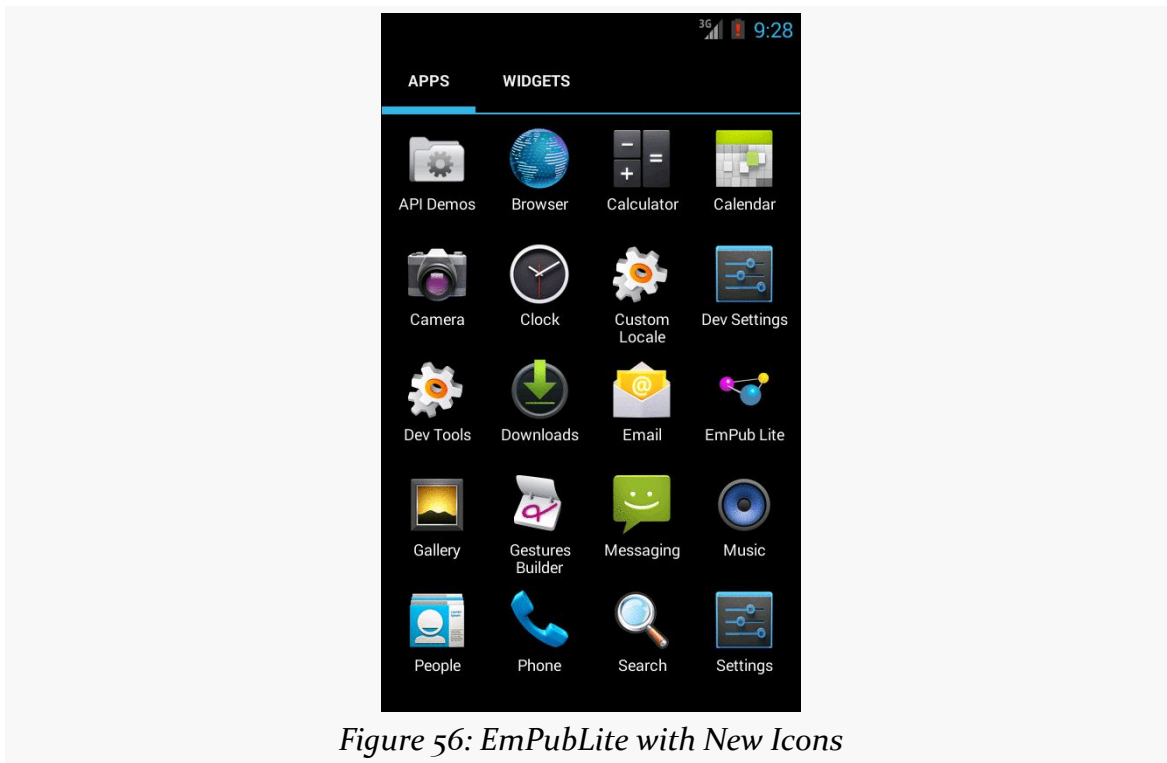 3G 9:28
APPS WIDGETS
API Demos Browser Calculator Calendar
Camera Clock Custom Locale Dev Settings
Dev Tools Downloads Email EmPub Lite
Gallery Gestures Builder Messaging Music
People Phone Search Settings
Figure 56: EmPubLite with New Icons